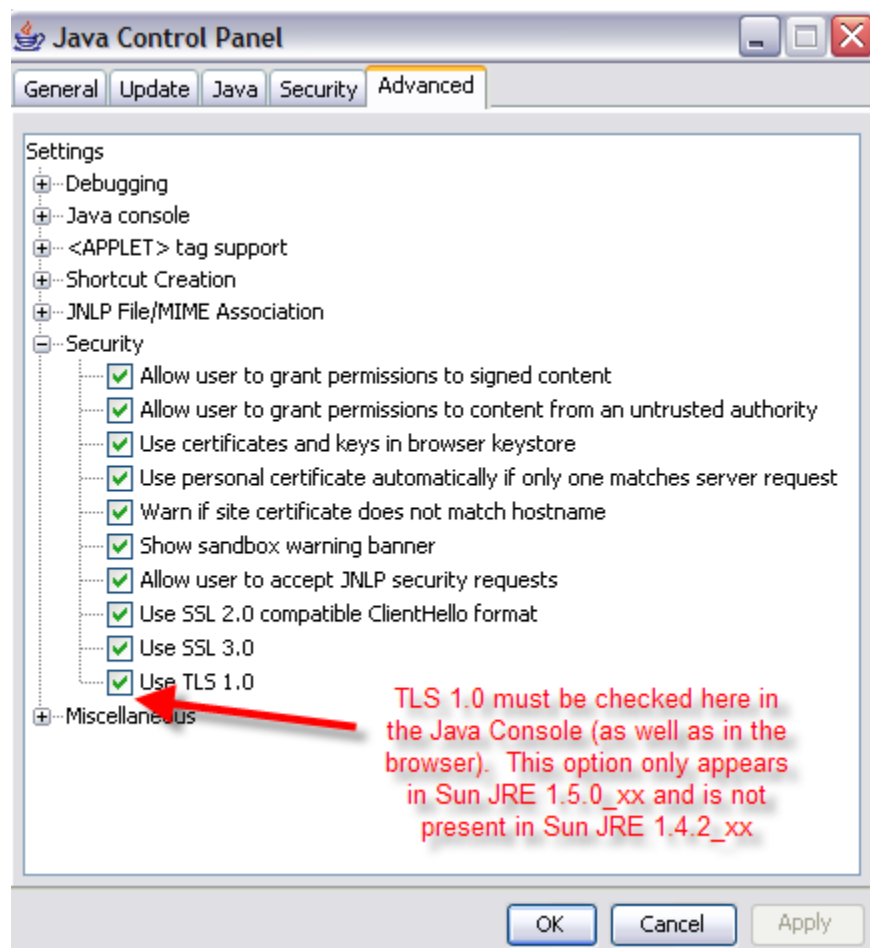 Java Control Panel
General Update Java Security Advanced
Settings
Debugging
Java console
<APPLET> tag support
Shortcut Creation
JNLP File/MIME Association
Security
Allow user to grant permissions to signed content
Allow user to grant permissions to content from an untrusted authority
Use certificates and keys in browser keystore
Use personal certificate automatically if only one matches server request
Warn if site certificate does not match hostname
Show sandbox warning banner
Allow user to accept JNLP security requests
Use SSL 2.0 compatible ClientHello format
Use SSL 3.0
Use TLS 1.0
Miscellaneous
TLS 1.0 must be checked here in
the Java Console (as well as in the
browser). This option only appears
in Sun JRE 1.5.0_xx and is not
present in Sun JRE 1.4.2_xx
OK Cancel Apply